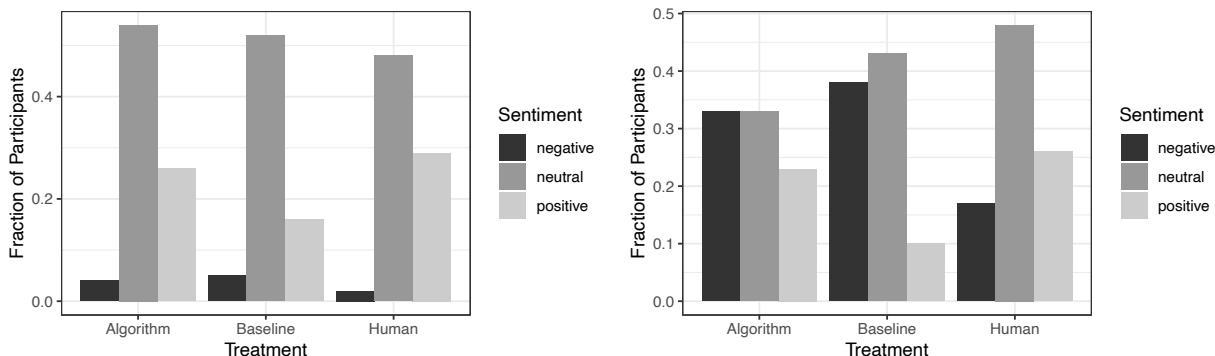 Fraction of Participants
0.4
0.2
0.0
Algorithm
Baseline
Human
Treatment
Sentiment
negative
neutral
positive
Fraction of Participants
0.5
0.4
0.3
0.2
0.1
0.0
Algorithm
Baseline
Human
Treatment
Sentiment
negative
neutral
positive